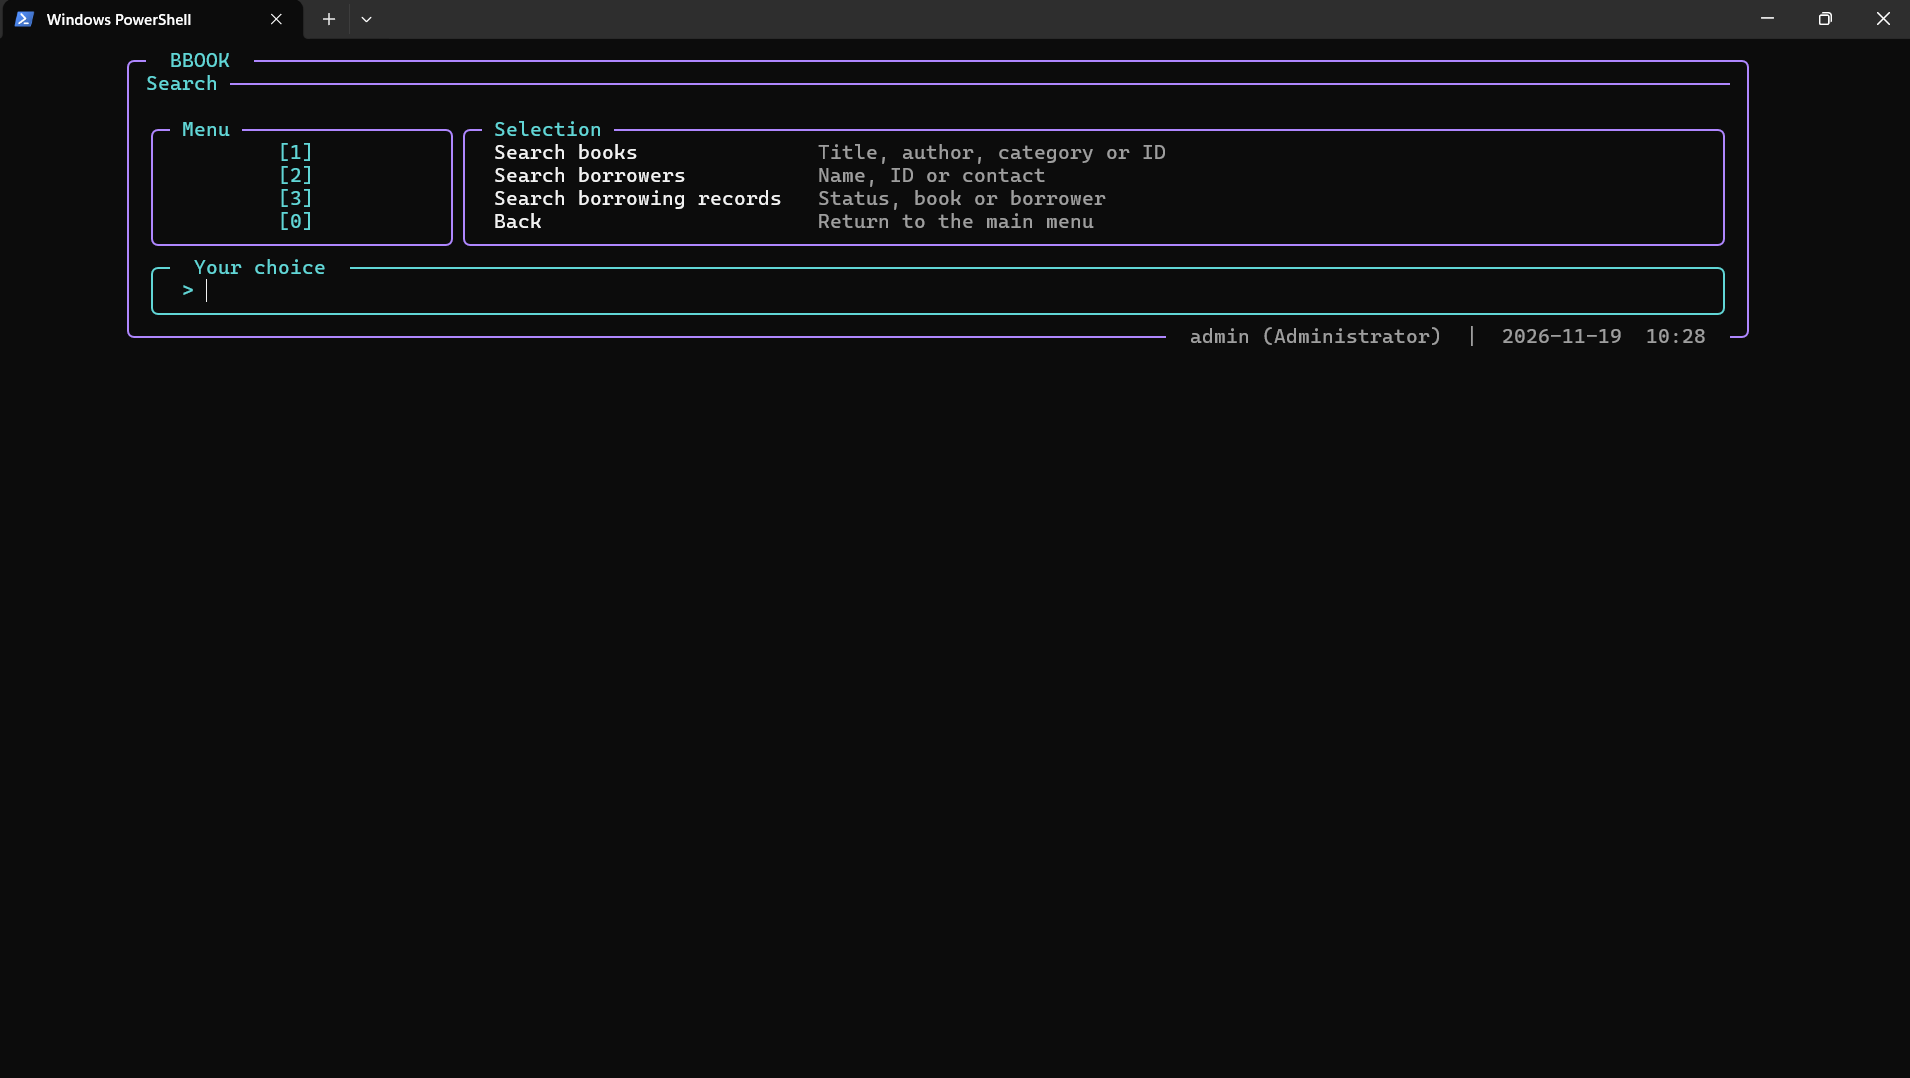 Windows PowerShell
BBOOK
Search
Menu Selection
[1] Search books Title, author, category or ID
[2] Search borrowers Name, ID or contact
[3] Search borrowing records Status, book or borrower
[0] Back Return to the main menu
Your choice
>
admin (Administrator) | 2026-11-19 10:28